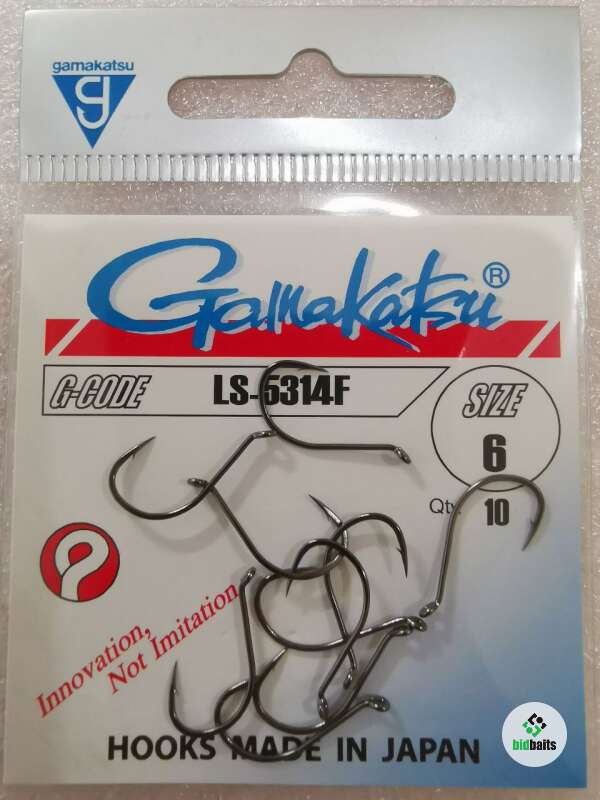 gamakatsu
Gamakatsu ®
G-CODE
LS-5314F
SIZE
6
Qty.
10
Innovation,
Not Imitation
HOOKS MADE IN JAPAN
bidbaits